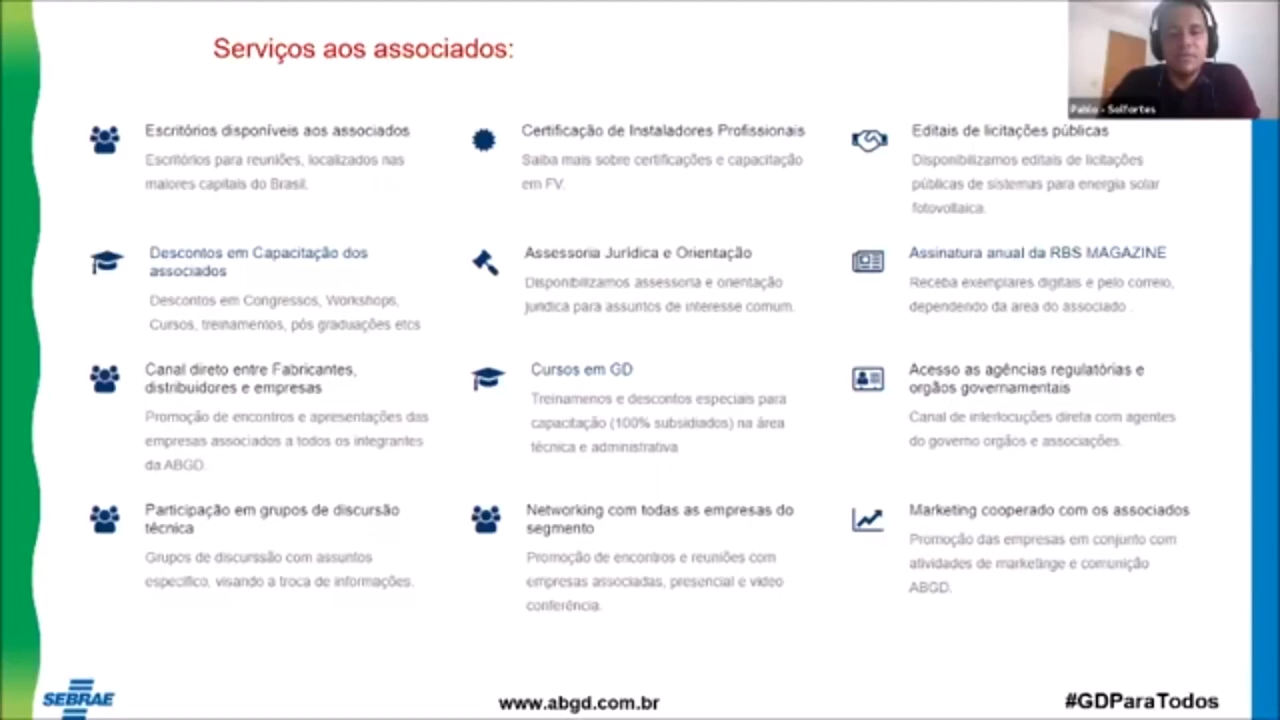 Serviços aos associados:
Pablo - Solfortes
Escritórios disponíveis aos associados
Escritórios para reuniões, localizados nas
maiores capitais do Brasil.
Certificação de Instaladores Profissionais
Saiba mais sobre certificações e capacitação
em FV.
Editais de licitações públicas
Disponibilizamos editais de licitações
públicas de sistemas para energia solar
fotovoltaica.
Descontos em Capacitação dos
associados
Descontos em Congressos, Workshops,
Cursos, treinamentos, pós graduações etcs
Assessoria Jurídica e Orientação
Disponibilizamos assessoria e orientação
jurídica para assuntos de interesse comum.
Assinatura anual da RBS MAGAZINE
Receba exemplares digitais e pelo correio,
dependendo da area do associado .
Canal direto entre Fabricantes,
distribuidores e empresas
Promoção de encontros e apresentações das
empresas associados a todos os integrantes
da ABGD.
Cursos em GD
Treinamenos e descontos especiais para
capacitação (100% subsidiados) na área
técnica e administrativa
Acesso as agências regulatórias e
orgãos governamentais
Canal de interlocuções direta com agentes
do governo orgãos e associações.
Participação em grupos de discursão
técnica
Grupos de discurssão com assuntos
específico, visando a troca de informações.
Networking com todas as empresas do
segmento
Promoção de encontros e reuniões com
empresas associadas, presencial e video
conferência.
Marketing cooperado com os associados
Promoção das empresas em conjunto com
atividades de marketinge e comunição
ABGD.
SEBRAE
www.abgd.com.br
#GDParaTodos